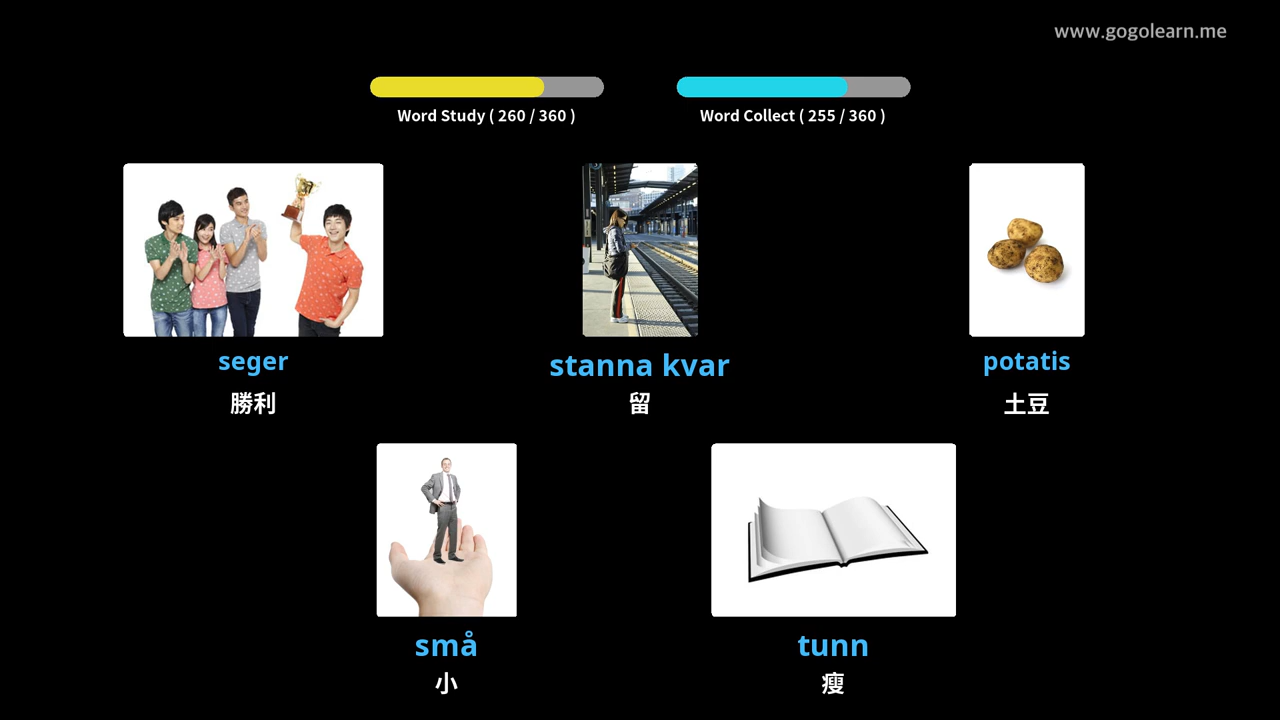 www.gogolearn.me
Word Study ( 260 / 360 )
Word Collect ( 255 / 360 )
seger
勝利
stanna kvar
留
potatis
土豆
små
小
tunn
瘦